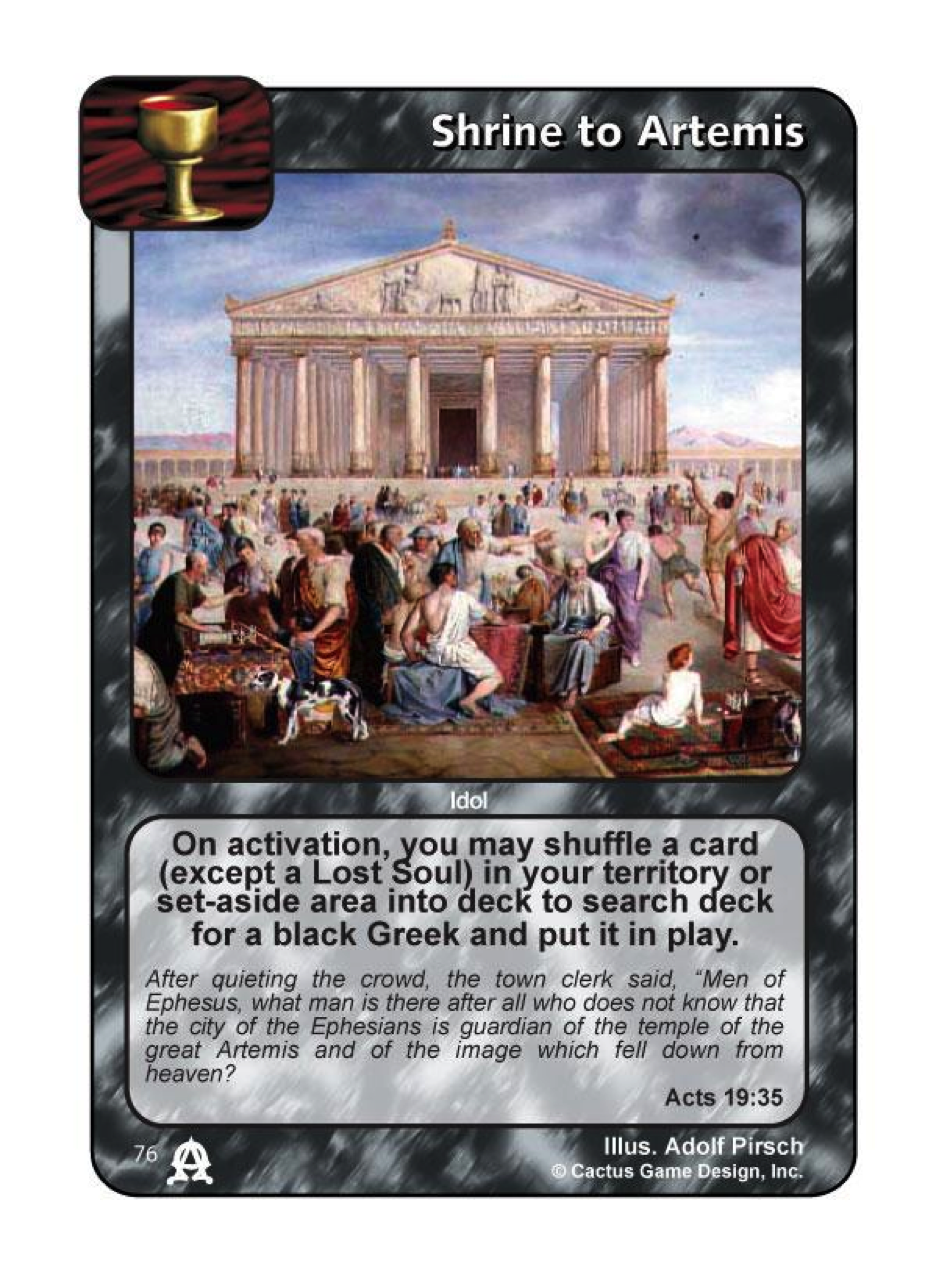 Shrine to Artemis
Idol
On activation, you may shuffle a card
(except a Lost Soul) in your territory or
set-aside area into deck to search deck
for a black Greek and put it in play.
After quieting the crowd, the town clerk said, “Men of
Ephesus, what man is there after all who does not know that
the city of the Ephesians is guardian of the temple of the
great Artemis and of the image which fell down from
heaven?
Acts 19:35
76
Illus. Adolf Pirsch
© Cactus Game Design, Inc.